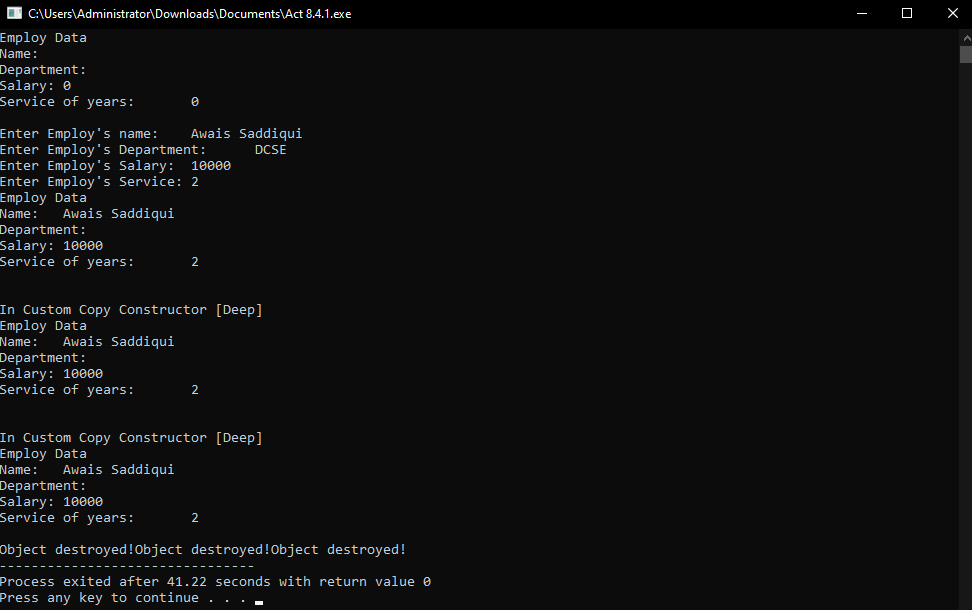 C:\Users\Administrator\Downloads\Documents\Act 8.4.1.exe
Employ Data
Name:
Department:
Salary: 0
Service of years: 0
Enter Employ's name: Awais Saddiqui
Enter Employ's Department: DCSE
Enter Employ's Salary: 10000
Enter Employ's Service: 2
Employ Data
Name: Awais Saddiqui
Department:
Salary: 10000
Service of years: 2
In Custom Copy Constructor [Deep]
Employ Data
Name: Awais Saddiqui
Department:
Salary: 10000
Service of years: 2
In Custom Copy Constructor [Deep]
Employ Data
Name: Awais Saddiqui
Department:
Salary: 10000
Service of years: 2
Object destroyed!Object destroyed!Object destroyed!
--------------------------------
Process exited after 41.22 seconds with return value 0
Press any key to continue . . .